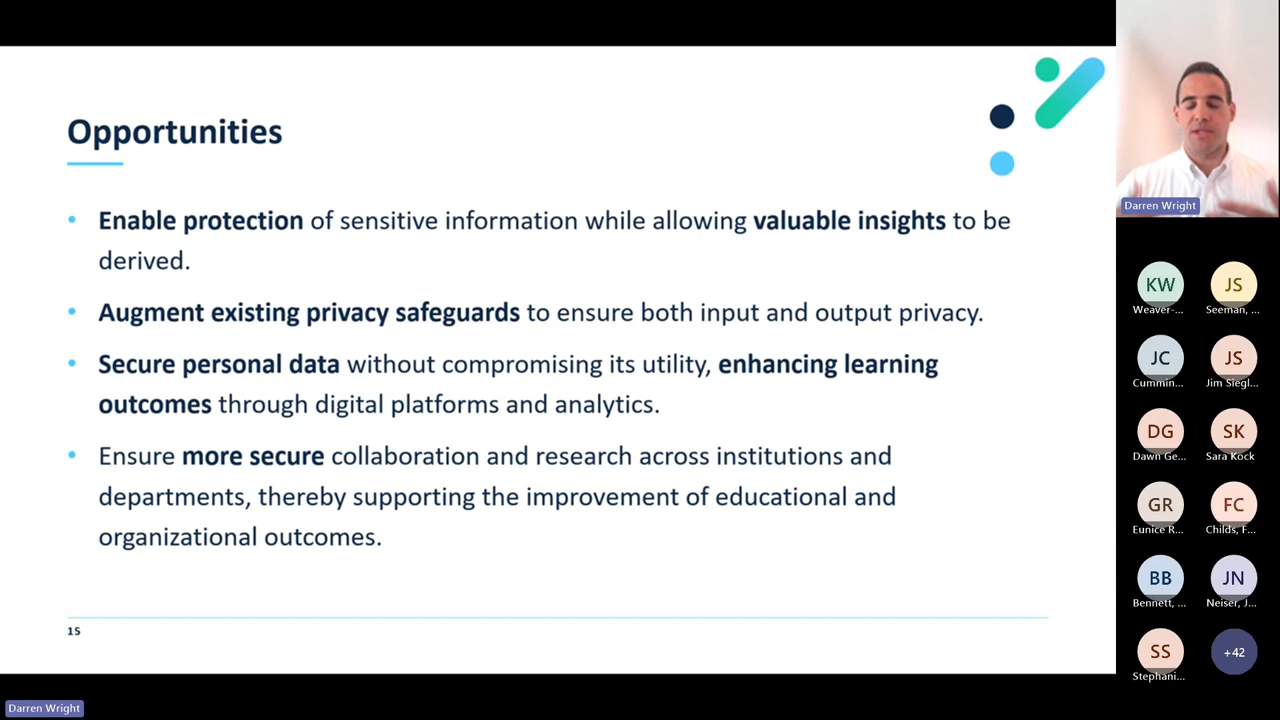 Opportunities
• Enable protection of sensitive information while allowing valuable insights to be
derived.
• Augment existing privacy safeguards to ensure both input and output privacy.
• Secure personal data without compromising its utility, enhancing learning
outcomes through digital platforms and analytics.
• Ensure more secure collaboration and research across institutions and
departments, thereby supporting the improvement of educational and
organizational outcomes.
15
Darren Wright
Darren Wright
KW
Weaver-...
JS
Seeman, ...
JC
Cummin...
JS
Jim Siegl...
DG
Dawn Ge...
SK
Sara Kock
GR
Eunice R...
FC
Childs, F...
BB
Bennett, ...
JN
Neiser, J...
SS
Stephani...
+42